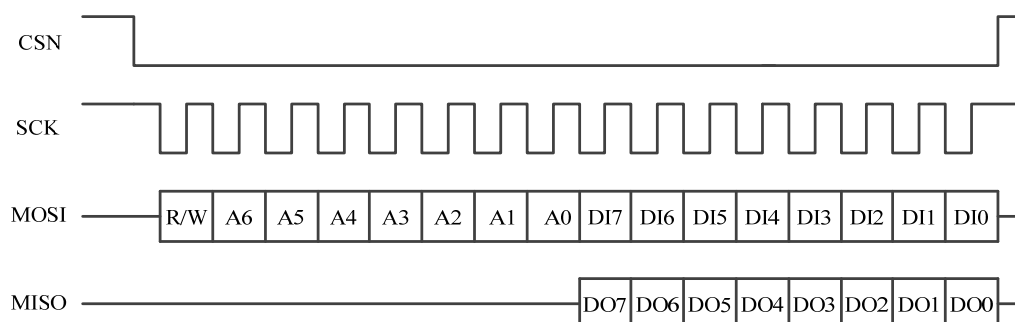 CSN
SCK
MOSI R/W A6 A5 A4 A3 A2 A1 A0 DI7 DI6 DI5 DI4 DI3 DI2 DI1 DI0
MISO DO7 DO6 DO5 DO4 DO3 DO2 DO1 DO0